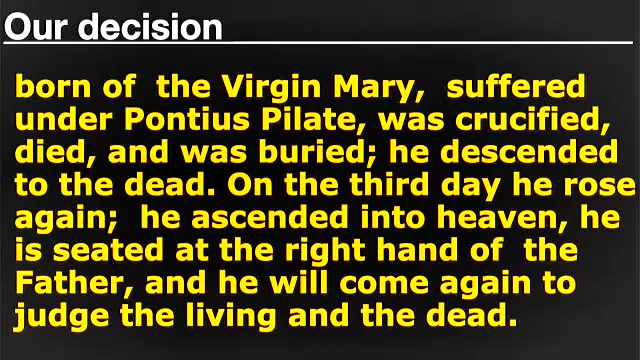 Our decision
born of the Virgin Mary, suffered
under Pontius Pilate, was crucified,
died, and was buried; he descended
to the dead. On the third day he rose
again; he ascended into heaven, he
is seated at the right hand of the
Father, and he will come again to
judge the living and the dead.